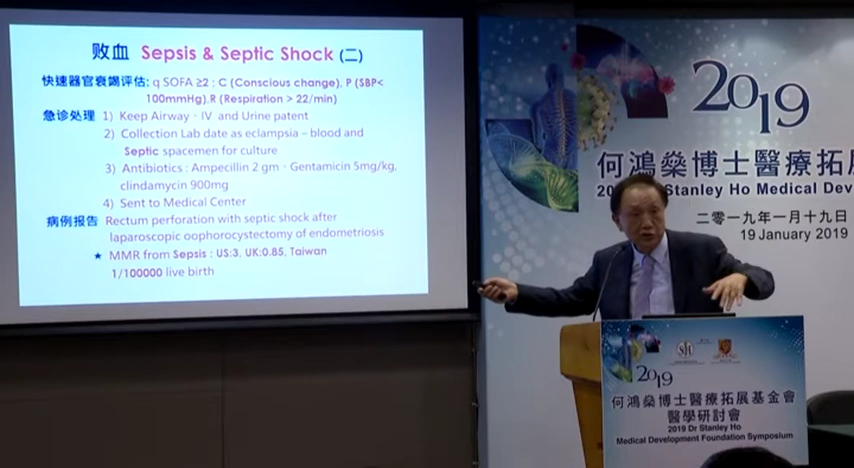 败血 Sepsis & Septic Shock (二)
快速器官衰竭评估: q SOFA ≥2 ; C (Conscious change), P (SBP<
100mmHg).R (Respiration > 22/min)
急诊处理 1) Keep Airway、IV and Urine patent
2) Collection Lab date as eclampsia – blood and
Septic spacemen for culture
3) Antibiotics : Ampecillin 2 gm、Gentamicin 5mg/kg,
clindamycin 900mg
4) Sent to Medical Center
病例报告 Rectum perforation with septic shock after
laparoscopic oophorocystectomy of endometriosis
★ MMR from Sepsis : US:3, UK:0.85, Taiwan
1/100000 live birth
2019
何鴻燊博士醫療拓展
Stanley Ho Medical Dev
二零一九年一月十九日
19 January 2019
2019
何鴻燊博士醫療拓展基金會
醫學研討會
2019 Dr Stanley Ho
Medical Development Foundation Symposium